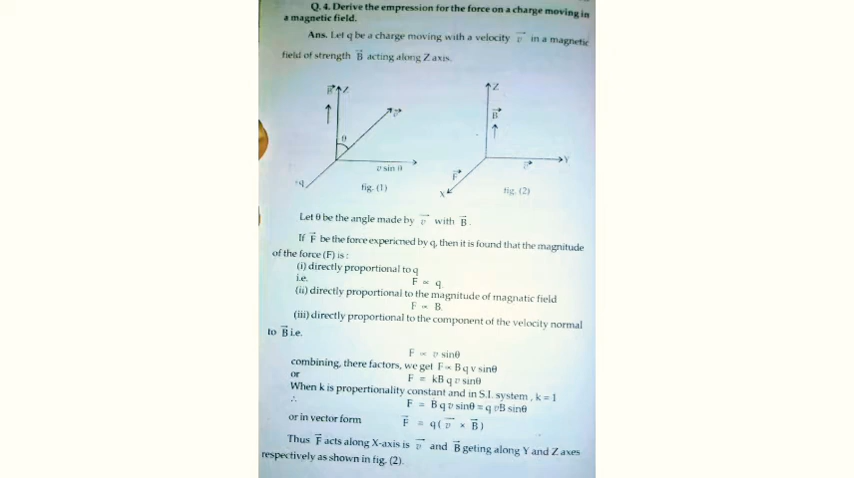 Q. 4. Derive the empression for the force on a charge moving in
a magnetic field.
Ans. Let q be a charge moving with a velocity v⃗ in a magnetic
field of strength B⃗ acting along Z axis.
B⃗ Z
v⃗
θ
v sin θ
+q
fig. (1)
Z
B⃗
Y
v⃗
F⃗
X
fig. (2)
Let θ be the angle made by v⃗ with B⃗.
If F⃗ be the force expericned by q, then it is found that the magnitude
of the force (F) is :
(i) directly proportional to q
i.e. F ∝ q.
(ii) directly proportional to the magnitude of magnatic field
F ∝ B.
(iii) directly proportional to the component of the velocity normal
to B⃗ i.e.
F ∝ v sinθ
combining, there factors, we get F ∝ B q v sinθ
or F = kB q v sinθ
When k is propertionality constant and in S.I. system , k = 1
∴ F = B q v sinθ = q vB sinθ
or in vector form F⃗ = q( v⃗ × B⃗ )
Thus F⃗ acts along X-axis is v⃗ and B⃗ geting along Y and Z axes
respectively as shown in fig. (2).